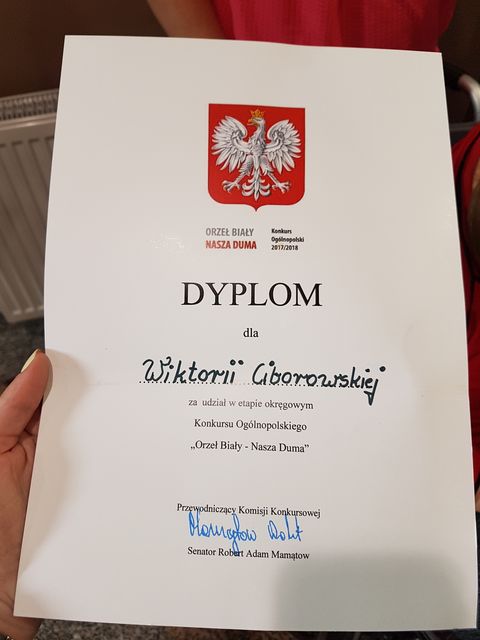 ORZEŁ BIAŁY
NASZA DUMA
Konkurs
Ogólnopolski
2017/2018
DYPLOM
dla
Wiktorii Ciborowskiej
za udział w etapie okręgowym
Konkursu Ogólnopolskiego
„Orzeł Biały - Nasza Duma”
Przewodniczący Komisji Konkursowej
Senator Robert Adam Mamątow